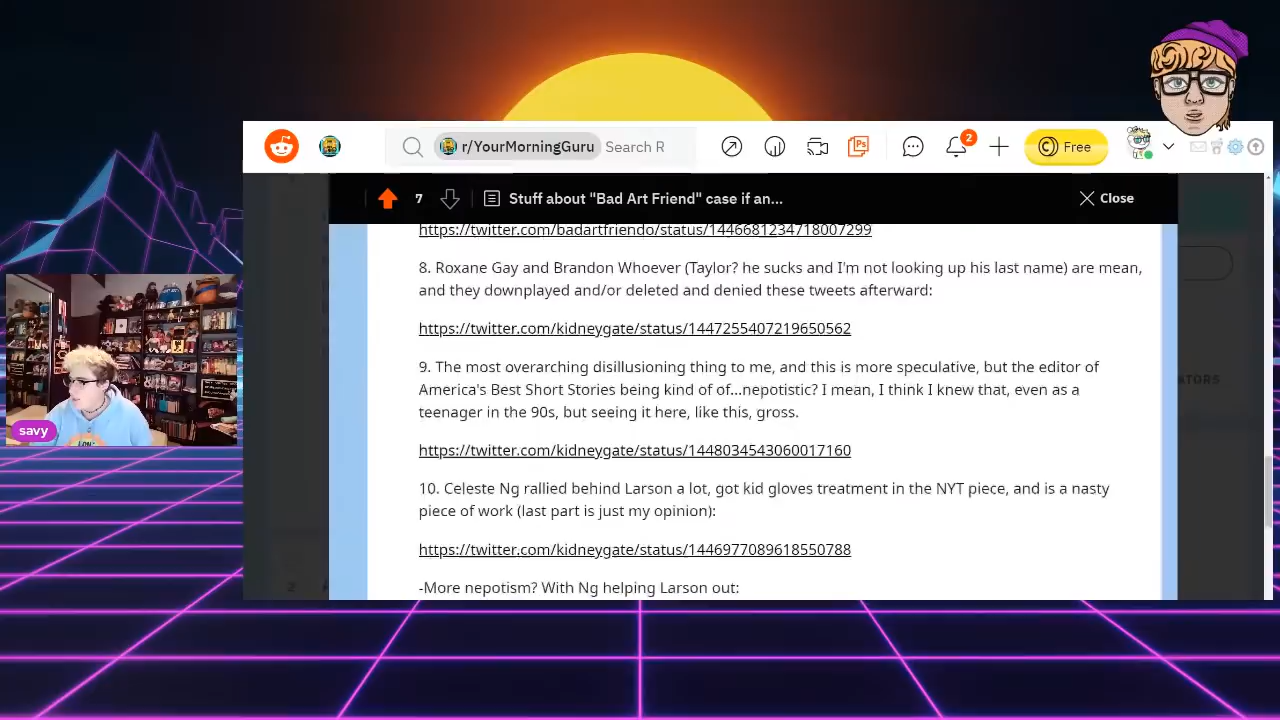 r/YourMorningGuru Search R
2
Free
7
Stuff about "Bad Art Friend" case if an...
Close
https://twitter.com/badartfriendo/status/1446681234718007299
8. Roxane Gay and Brandon Whoever (Taylor? he sucks and I'm not looking up his last name) are mean,
and they downplayed and/or deleted and denied these tweets afterward:
https://twitter.com/kidneygate/status/1447255407219650562
9. The most overarching disillusioning thing to me, and this is more speculative, but the editor of
America's Best Short Stories being kind of of...nepotistic? I mean, I think I knew that, even as a
teenager in the 90s, but seeing it here, like this, gross.
https://twitter.com/kidneygate/status/1448034543060017160
10. Celeste Ng rallied behind Larson a lot, got kid gloves treatment in the NYT piece, and is a nasty
piece of work (last part is just my opinion):
https://twitter.com/kidneygate/status/1446977089618550788
-More nepotism? With Ng helping Larson out:
ATORS
2
savy